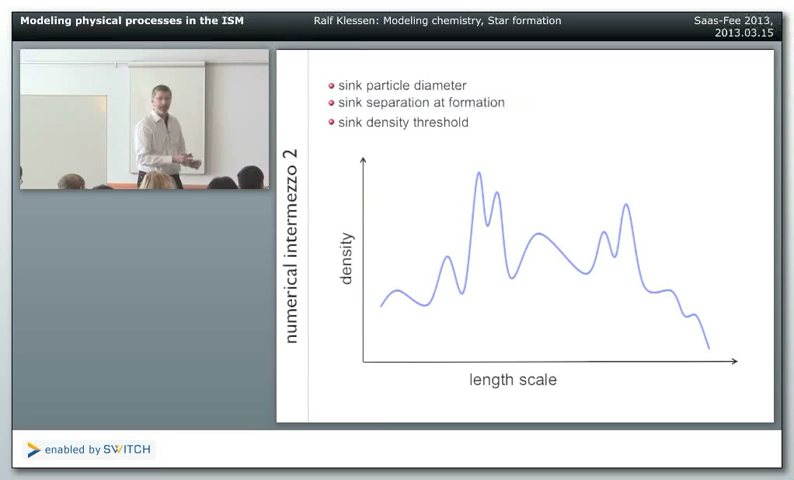 Modeling physical processes in the ISM
Ralf Klessen: Modeling chemistry, Star formation
Saas-Fee 2013,
2013.03.15
sink particle diameter
sink separation at formation
sink density threshold
numerical intermezzo 2
density
length scale
enabled by SWITCH